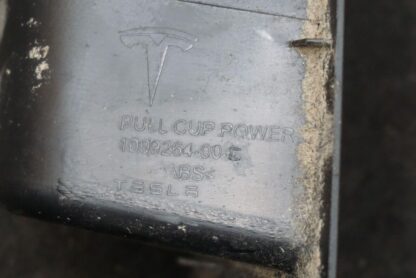 PULL CUP POWER
1099264-00-E
>ABS<
TESLA